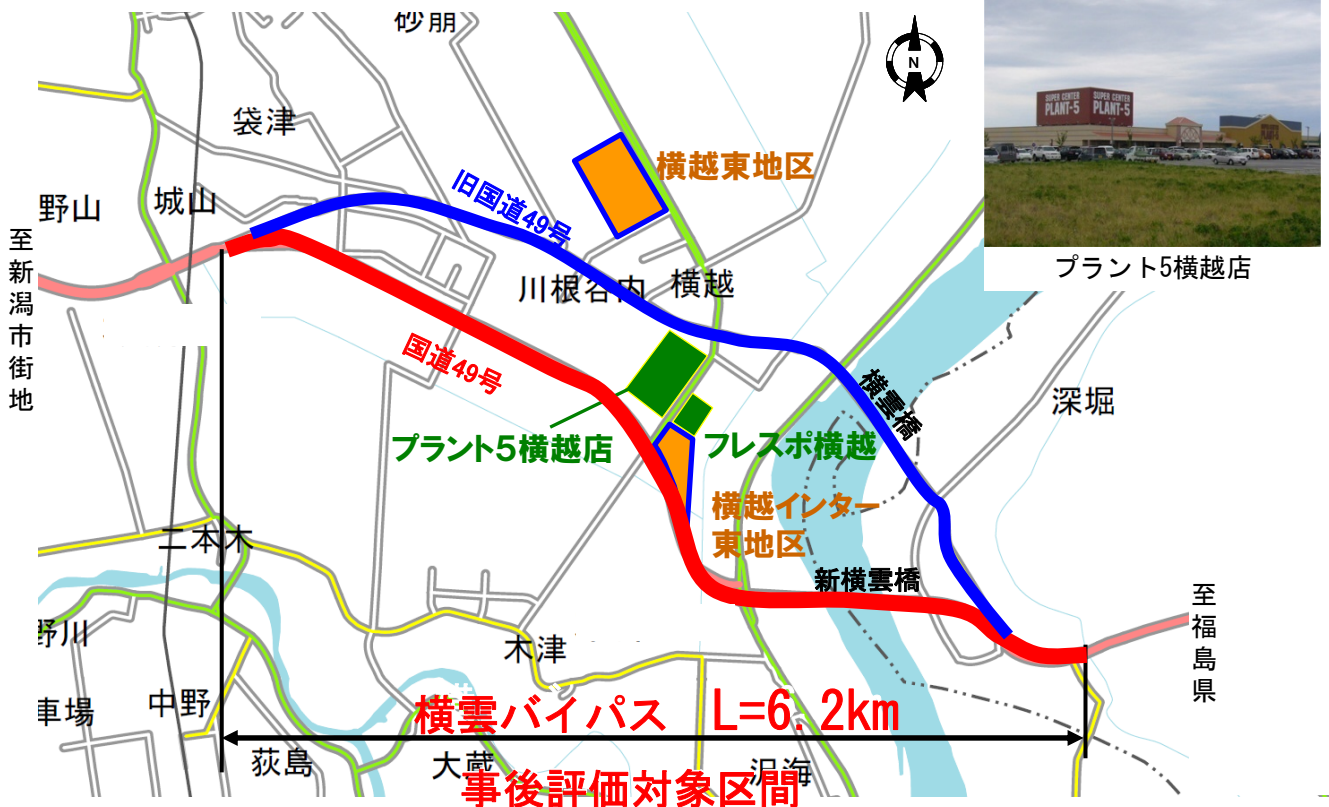 砂崩
N
SUPER CENTER
PLANT-5
SUPER CENTER
PLANT-5
プラント5横越店
袋津
横越東地区
旧国道49号
野山
城山
至新潟市街地
川根谷内
横越
国道49号
横雲橋
深堀
プラント5横越店
フレスポ横越
横越インター
東地区
二本木
新横雲橋
至福島県
野川
木津
車場
中野
横雲バイパス L=6.2km
荻島
大蔵
沢海
事後評価対象区間